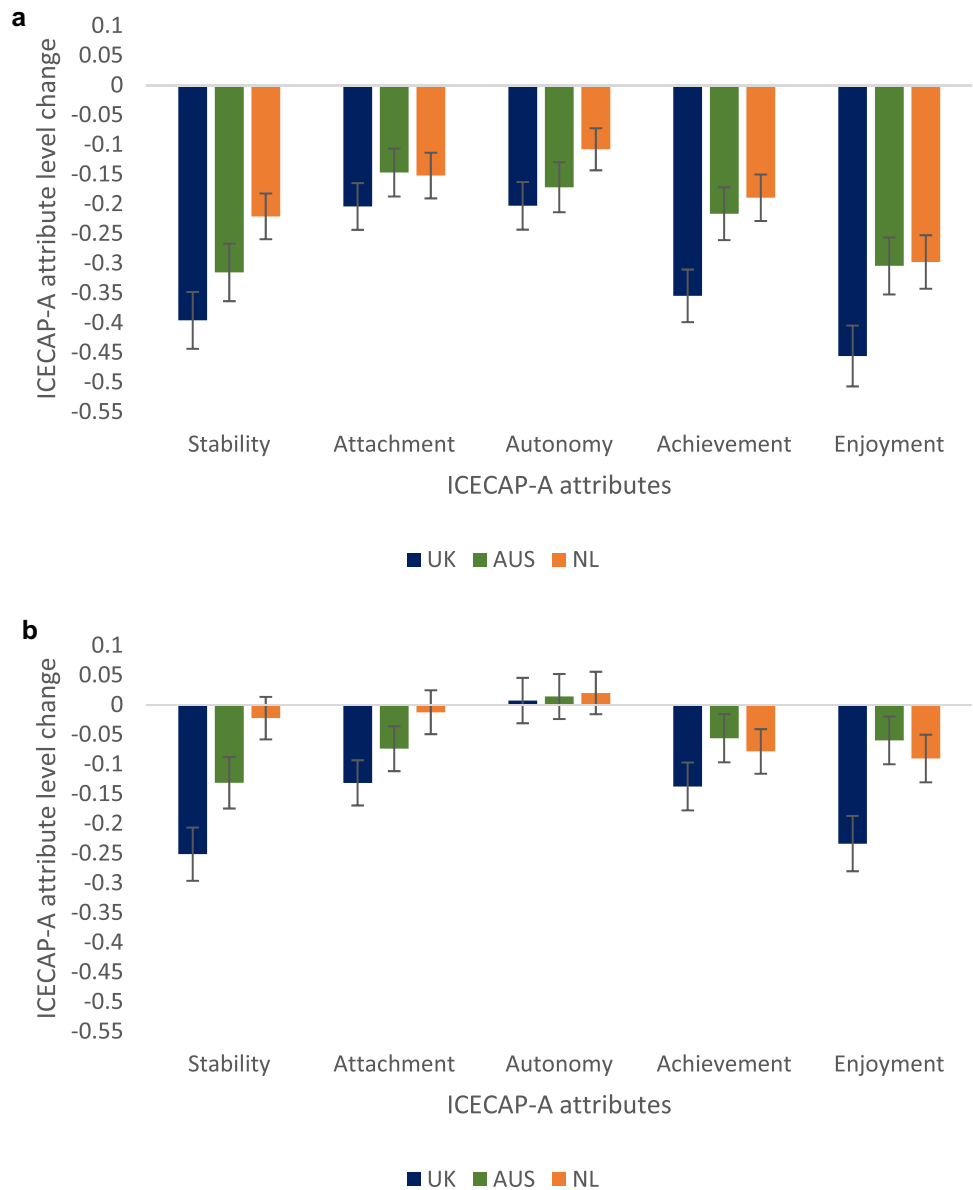 a
ICECAP-A attribute level change
0.1
0.05
0
-0.05
-0.1
-0.15
-0.2
-0.25
-0.3
-0.35
-0.4
-0.45
-0.5
-0.55
Stability Attachment Autonomy Achievement Enjoyment
ICECAP-A attributes
UK AUS NL
b
ICECAP-A attribute level change
0.1
0.05
0
-0.05
-0.1
-0.15
-0.2
-0.25
-0.3
-0.35
-0.4
-0.45
-0.5
-0.55
Stability Attachment Autonomy Achievement Enjoyment
ICECAP-A attributes
UK AUS NL